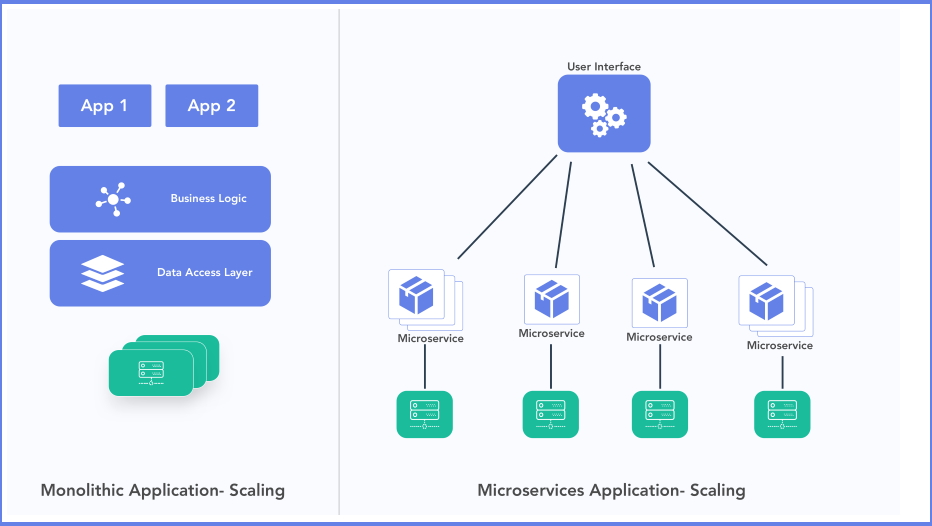 App 1
App 2
Business Logic
Data Access Layer
Monolithic Application- Scaling
User Interface
Microservice
Microservice
Microservice
Microservice
Microservices Application- Scaling